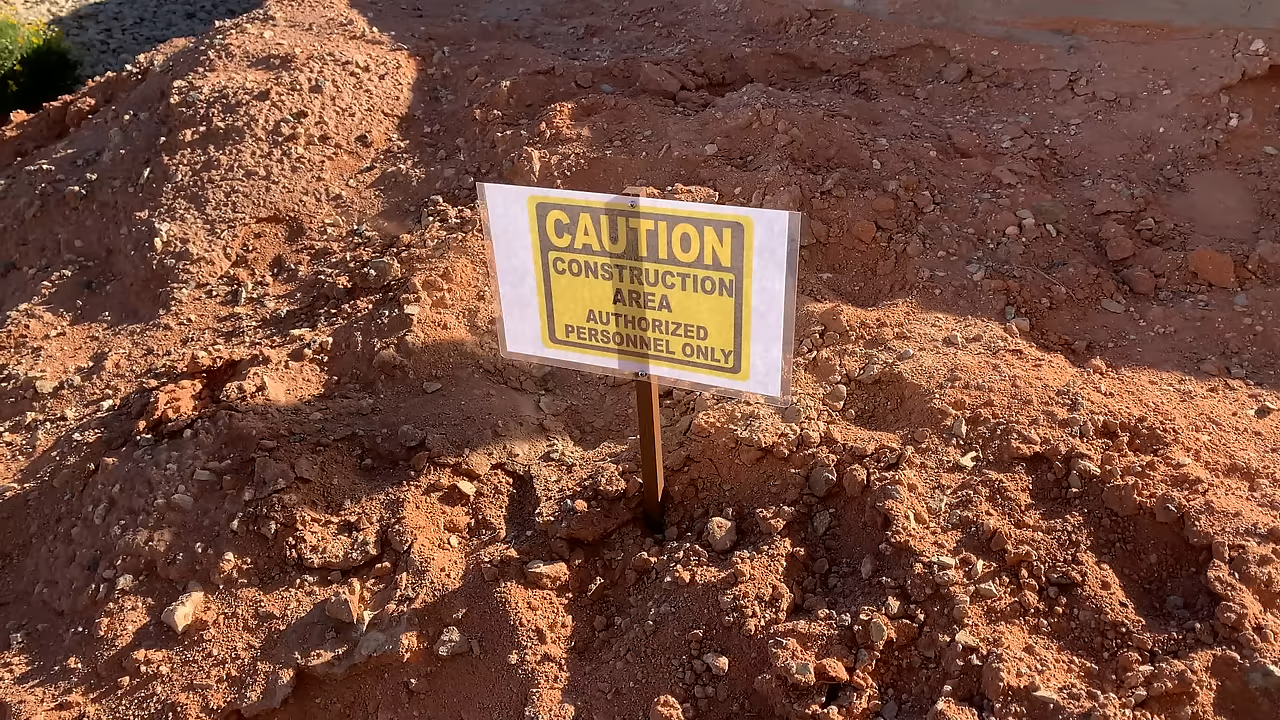 CAUTION
CONSTRUCTION
AREA
AUTHORIZED
PERSONNEL ONLY